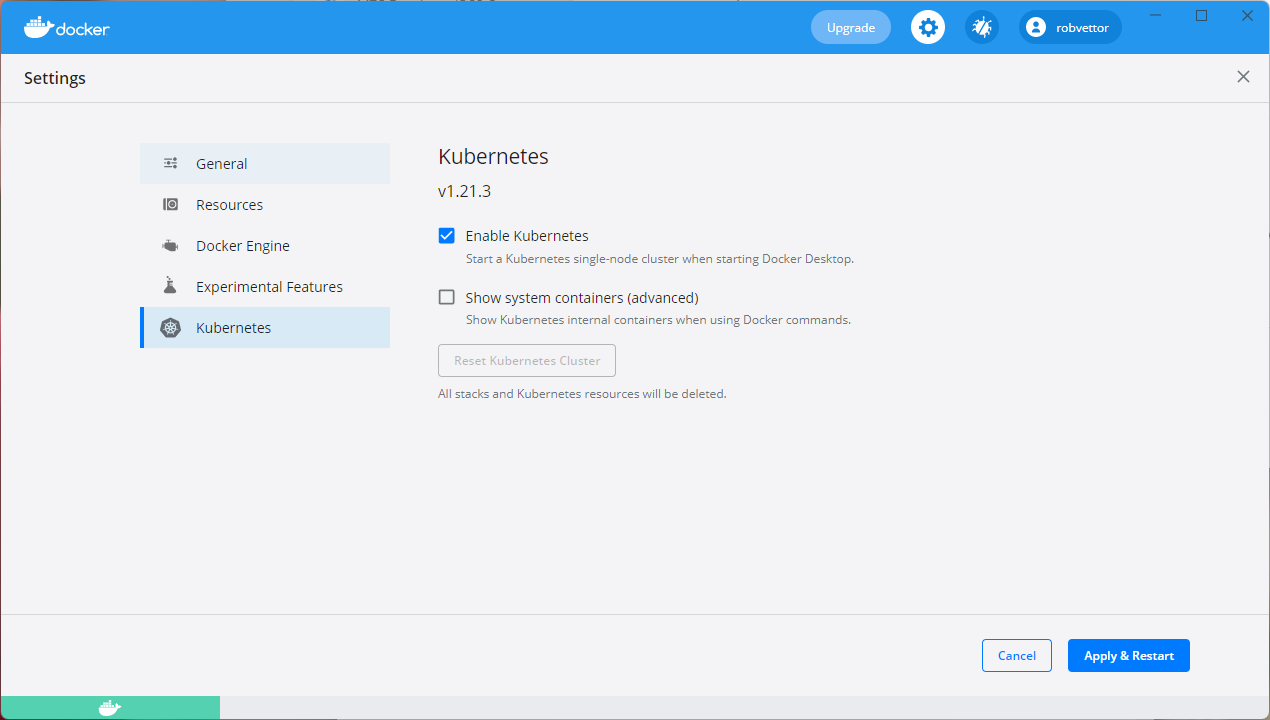 docker
Upgrade
robvettor
Settings
General
Resources
Docker Engine
Experimental Features
Kubernetes
Kubernetes
v1.21.3
Enable Kubernetes
Start a Kubernetes single-node cluster when starting Docker Desktop.
Show system containers (advanced)
Show Kubernetes internal containers when using Docker commands.
Reset Kubernetes Cluster
All stacks and Kubernetes resources will be deleted.
Cancel
Apply & Restart